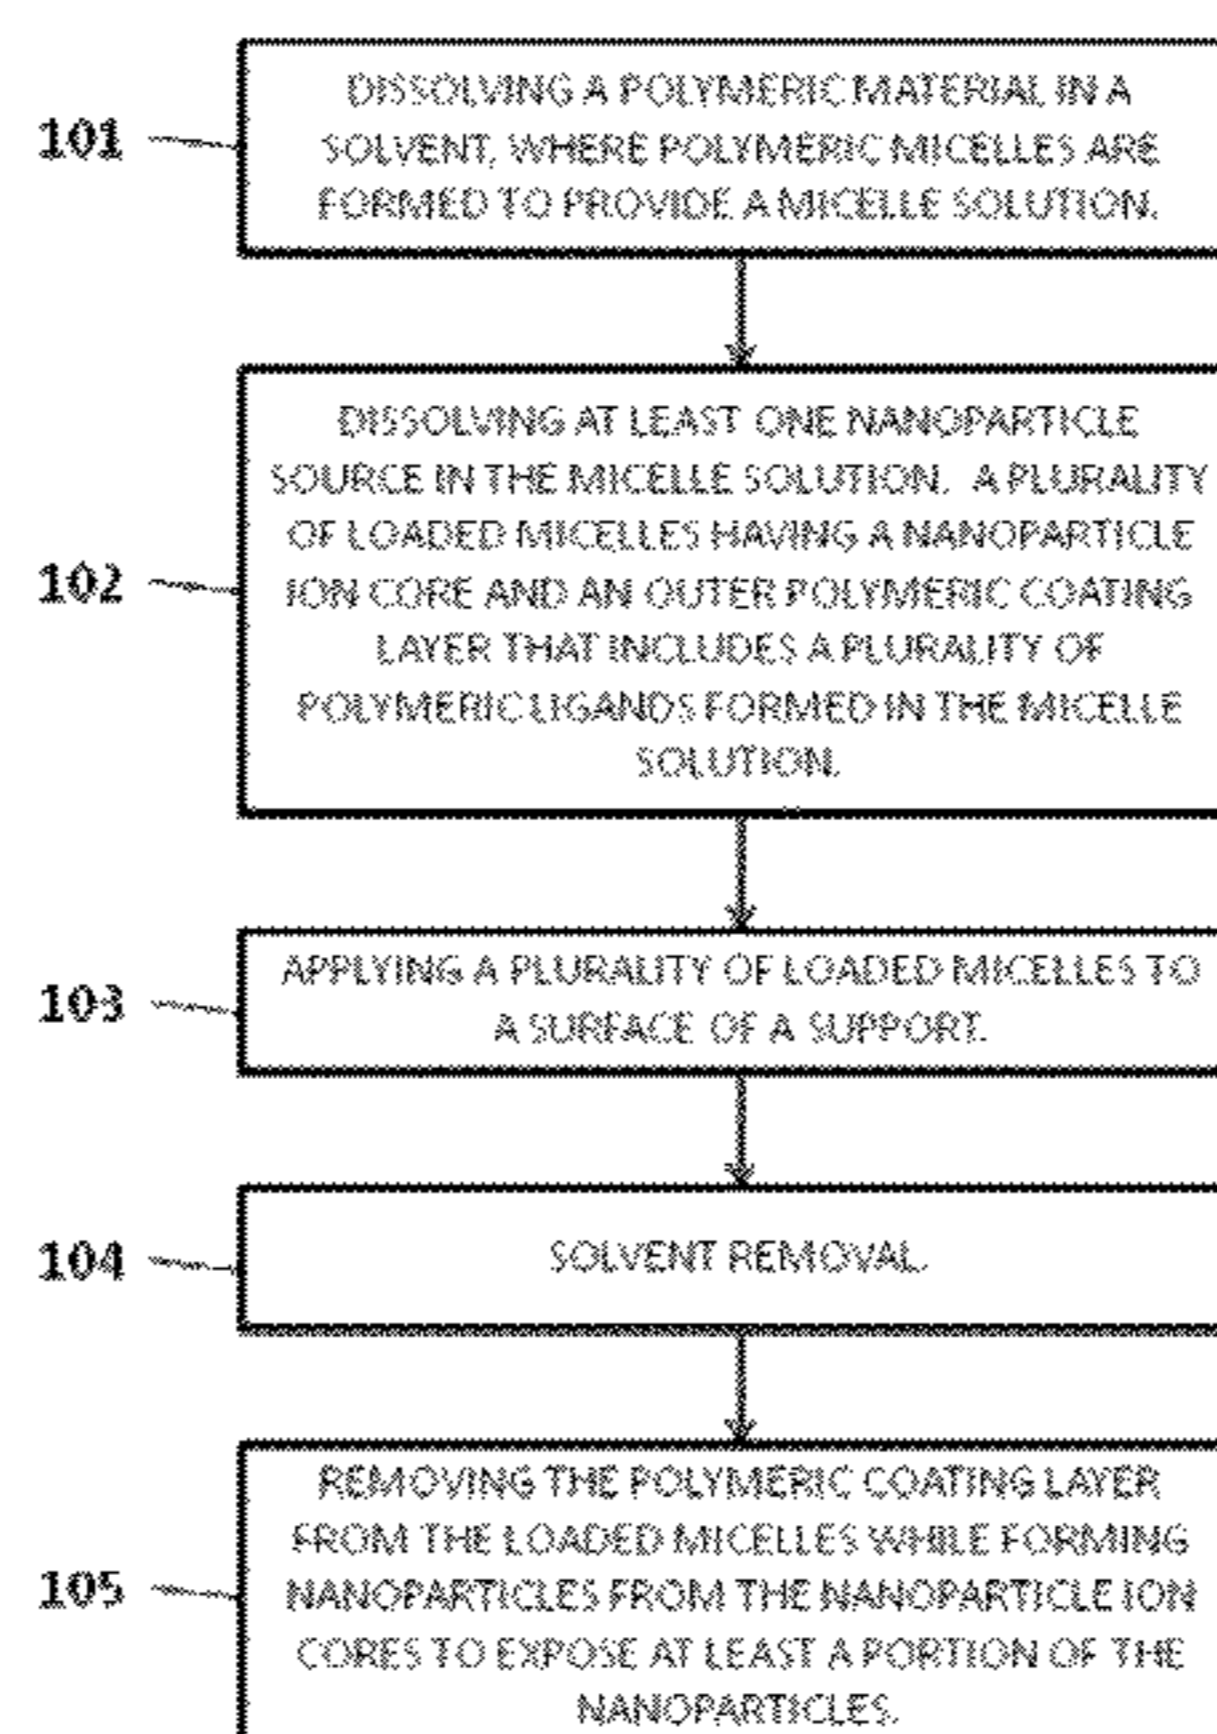 101
DISSOLVING A POLYMERIC MATERIAL IN A
SOLVENT, WHERE POLYMERIC MICELLES ARE
FORMED TO PROVIDE A MICELLE SOLUTION.
102
DISSOLVING AT LEAST ONE NANOPARTICLE
SOURCE IN THE MICELLE SOLUTION. A PLURALITY
OF LOADED MICELLES HAVING A NANOPARTICLE
ION CORE AND AN OUTER POLYMERIC COATING
LAYER THAT INCLUDES A PLURALITY OF
POLYMERIC LIGANDS FORMED IN THE MICELLE
SOLUTION.
103
APPLYING A PLURALITY OF LOADED MICELLES TO
A SURFACE OF A SUPPORT.
104
SOLVENT REMOVAL.
105
REMOVING THE POLYMERIC COATING LAYER
FROM THE LOADED MICELLES WHILE FORMING
NANOPARTICLES FROM THE NANOPARTICLE ION
CORES TO EXPOSE AT LEAST A PORTION OF THE
NANOPARTICLES.